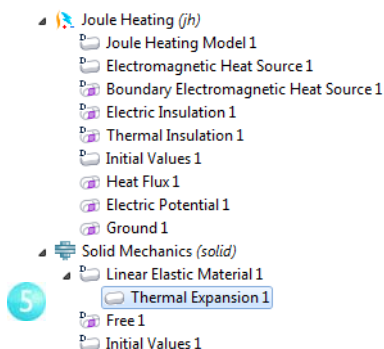 Joule Heating (jh)
D Joule Heating Model 1
D Electromagnetic Heat Source 1
D Boundary Electromagnetic Heat Source 1
D Electric Insulation 1
D Thermal Insulation 1
D Initial Values 1
Heat Flux 1
Electric Potential 1
Ground 1
Solid Mechanics (solid)
D Linear Elastic Material 1
5 Thermal Expansion 1
D Free 1
D Initial Values 1